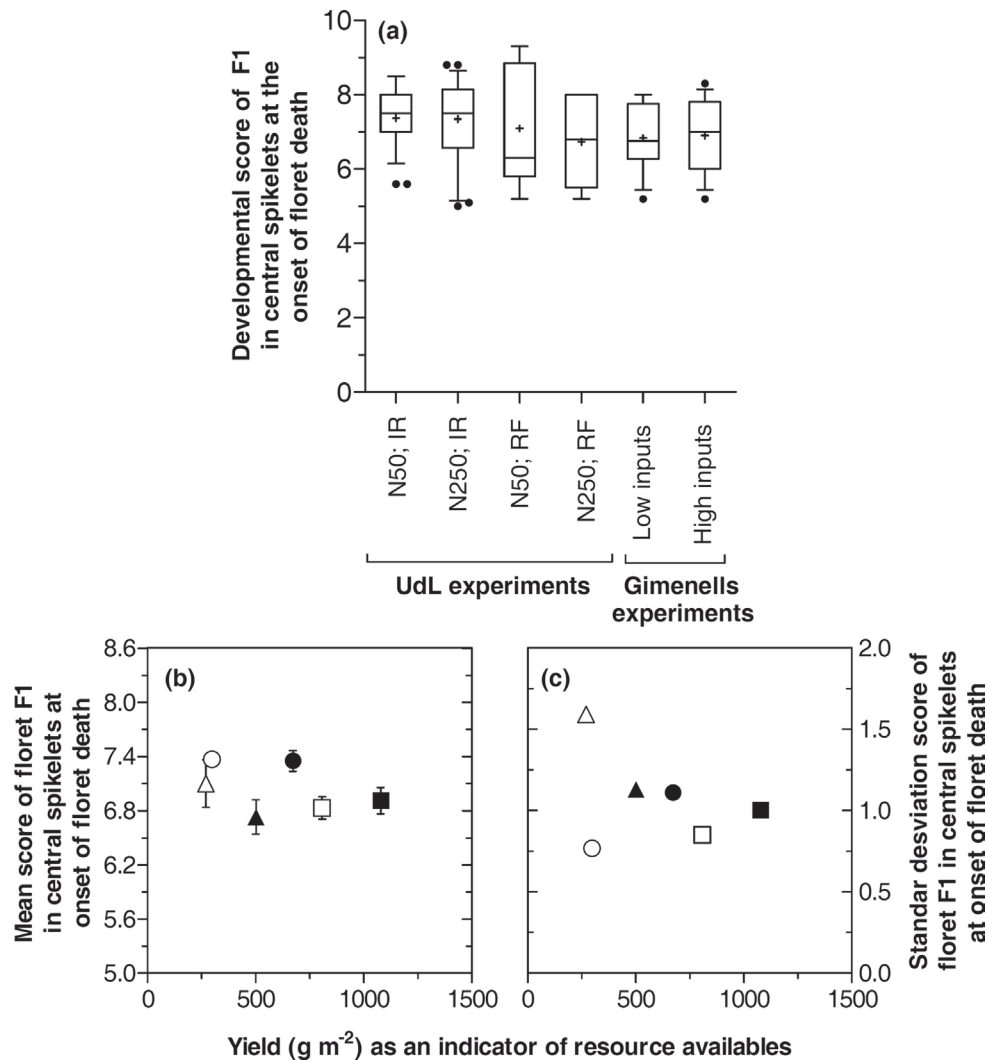 (a)
Developmental score of F1
in central spikelets at the
onset of floret death
10
8
6
4
2
0
N50; IR
N250; IR
N50; RF
N250; RF
Low inputs
High inputs
UdL experiments
Gimenells
experiments
(b)
Mean score of floret F1
in central spikelets at
onset of floret death
8.6
8.0
7.4
6.8
6.2
5.6
5.0
0
500
1000
1500
(c)
2.0
1.5
1.0
0.5
0.0
Standar desviation score of
floret F1 in central spikelets
at onset of floret death
0
500
1000
1500
Yield (g m⁻²) as an indicator of resource availables